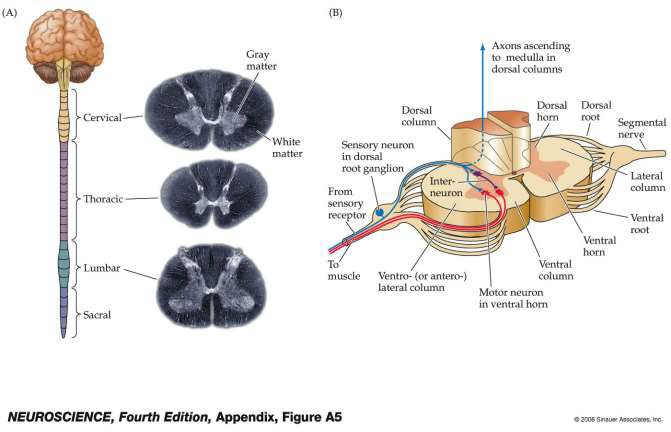 (A)
Gray
matter
Cervical
White
matter
Thoracic
Lumbar
Sacral
(B)
Axons ascending
to medulla in
dorsal columns
Dorsal
column
Dorsal
horn
Dorsal
root
Segmental
nerve
Sensory neuron
in dorsal
root ganglion
Inter-
neuron
Lateral
column
From
sensory
receptor
Ventral
root
Ventral
horn
To
muscle
Ventro- (or antero-)
lateral column
Ventral
column
Motor neuron
in ventral horn
NEUROSCIENCE, Fourth Edition, Appendix, Figure A5
© 2008 Sinauer Associates, Inc.